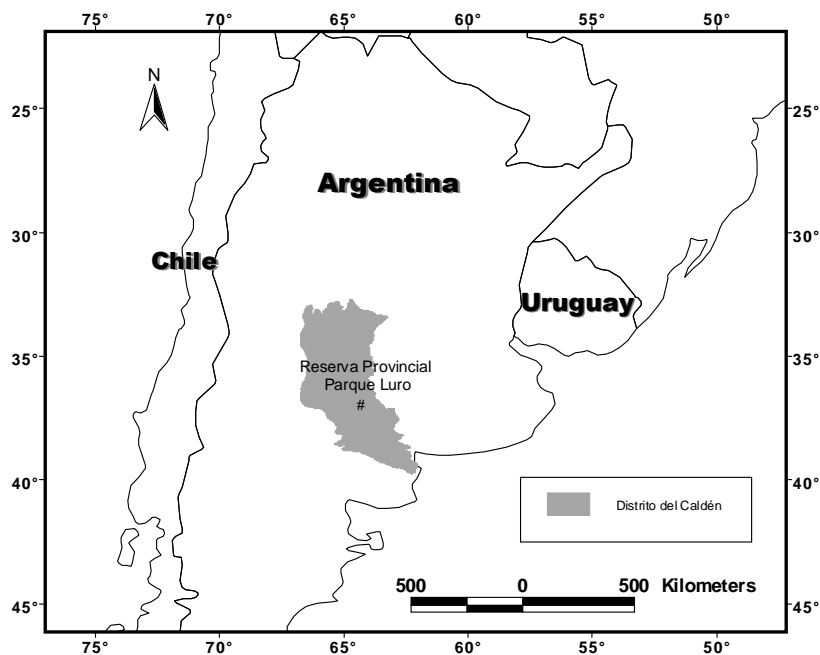 75° 70° 65° 60° 55° 50°
N
25° 25°
Argentina
30° 30°
Chile
Uruguay
35° 35°
Reserva Provincial
Parque Luro
#
40° 40°
Distrito del Caldén
500 0 500 Kilometers
45° 45°
75° 70° 65° 60° 55° 50°